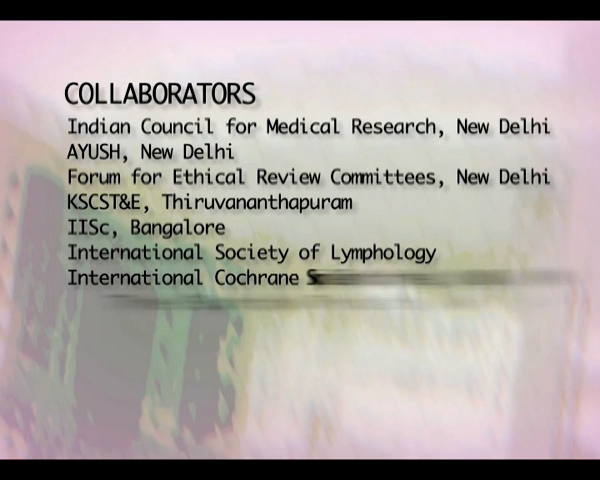 COLLABORATORS
Indian Council for Medical Research, New Delhi
AYUSH, New Delhi
Forum for Ethical Review Committees, New Delhi
KSCST&E, Thiruvananthapuram
IISc, Bangalore
International Society of Lymphology
International Cochrane